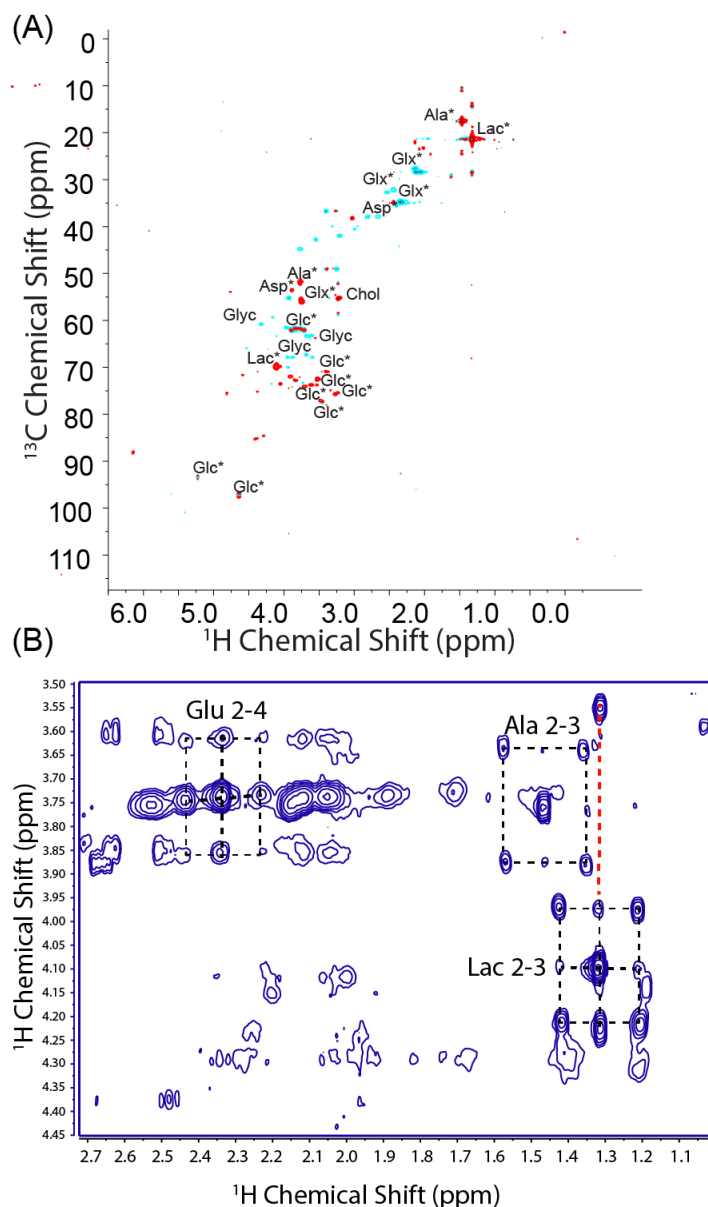 (A)
0
10
20
30
40
50
60
70
80
90
100
110
¹³C Chemical Shift (ppm)
Ala*
Lac*
Glx*
Glx*
Glx*
Asp*
Ala*
Asp*
Glx*
Chol
Glyc
Glc*
Glyc
Glyc
Lac*
Glc*
Glc*
Glc*
Glc*
Glc*
Glc*
Glc*
6.0 5.0 4.0 3.0 2.0 1.0 0.0
¹H Chemical Shift (ppm)
(B)
3.50
3.55
3.60
3.65
3.70
3.75
3.80
3.85
3.90
3.95
4.00
4.05
4.10
4.15
4.20
4.25
4.30
4.35
4.40
4.45
¹H Chemical Shift (ppm)
Glu 2-4
Ala 2-3
Lac 2-3
2.7 2.6 2.5 2.4 2.3 2.2 2.1 2.0 1.9 1.8 1.7 1.6 1.5 1.4 1.3 1.2 1.1
¹H Chemical Shift (ppm)